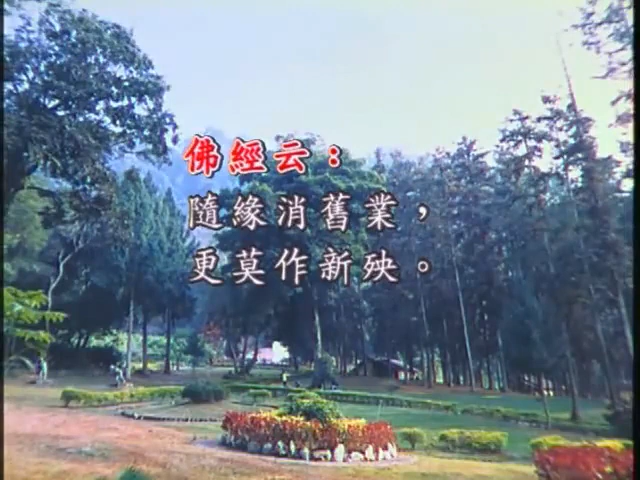 佛經云：
隨緣消舊業，
更莫作新殃。